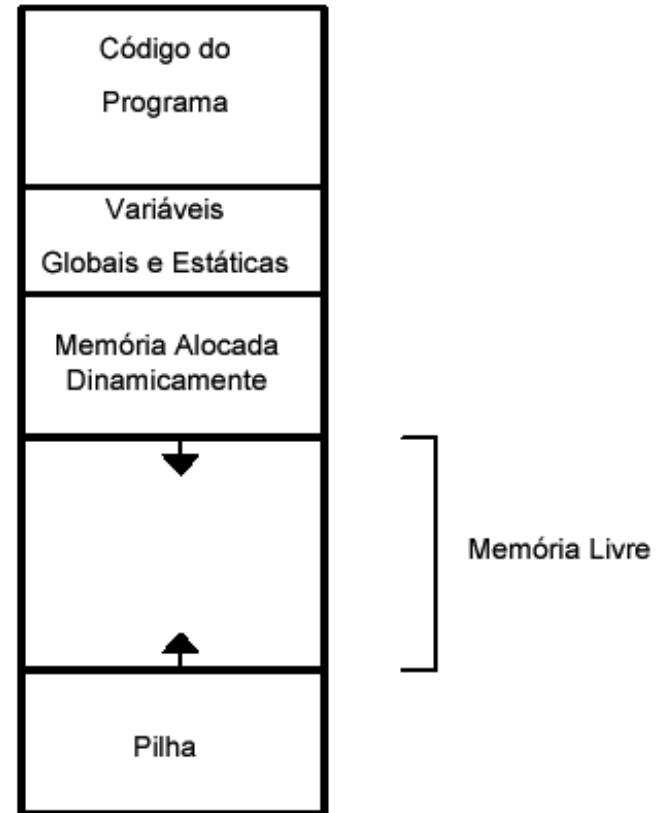 Código do
Programa
Variáveis
Globais e Estáticas
Memória Alocada
Dinamicamente
Memória Livre
Pilha